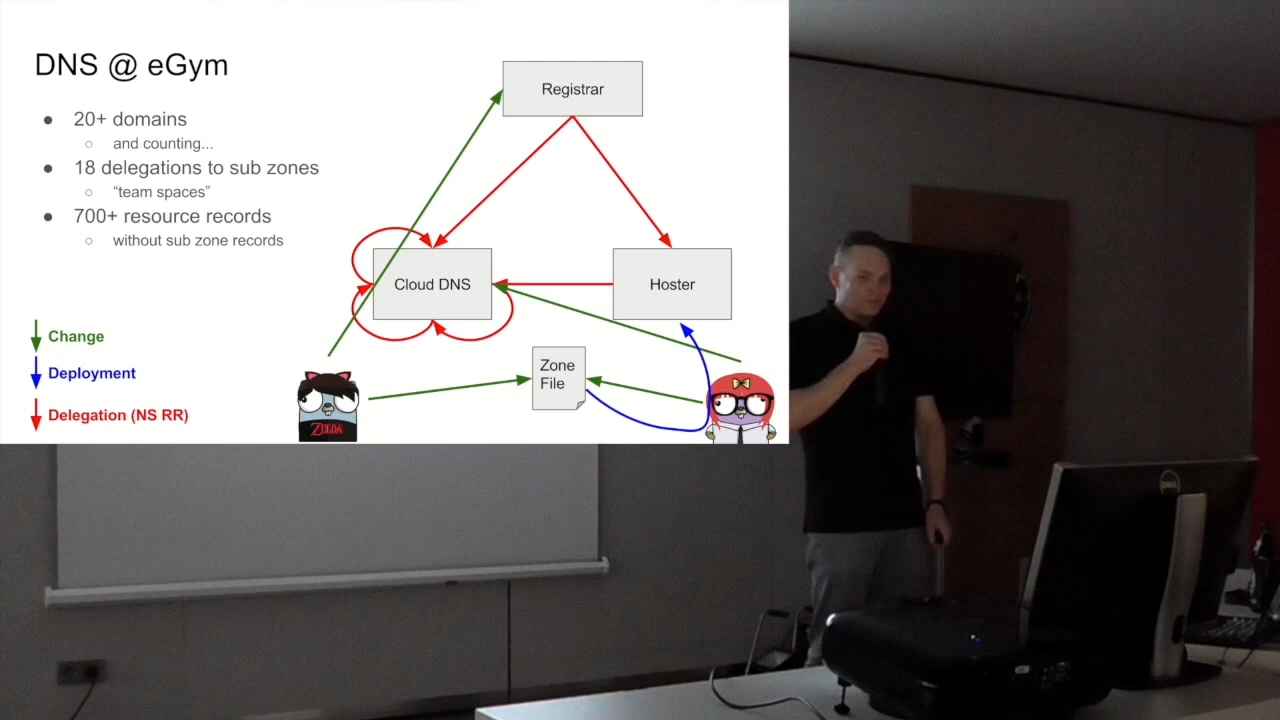 DNS @ eGym
● 20+ domains
○ and counting...
● 18 delegations to sub zones
○ “team spaces”
● 700+ resource records
○ without sub zone records
Change
Deployment
Delegation (NS RR)
Registrar
Cloud DNS
Hoster
Zone
File
ZELDA
DELL